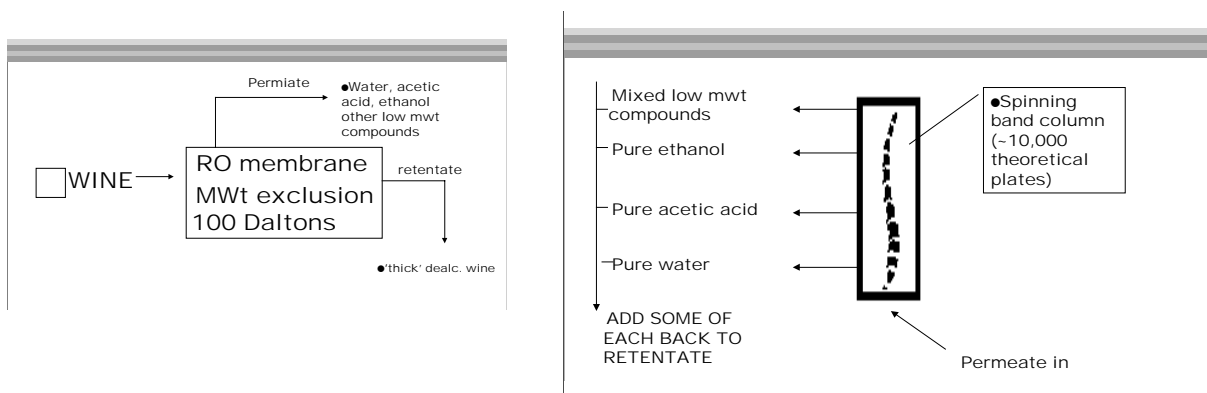 Permiate
●Water, acetic
acid, ethanol
other low mwt
compounds
WINE
RO membrane
MWt exclusion
100 Daltons
retentate
●'thick' dealc. wine
Mixed low mwt
compounds
Pure ethanol
Pure acetic acid
Pure water
ADD SOME OF
EACH BACK TO
RETENTATE
●Spinning
band column
(~10,000
theoretical
plates)
Permeate in